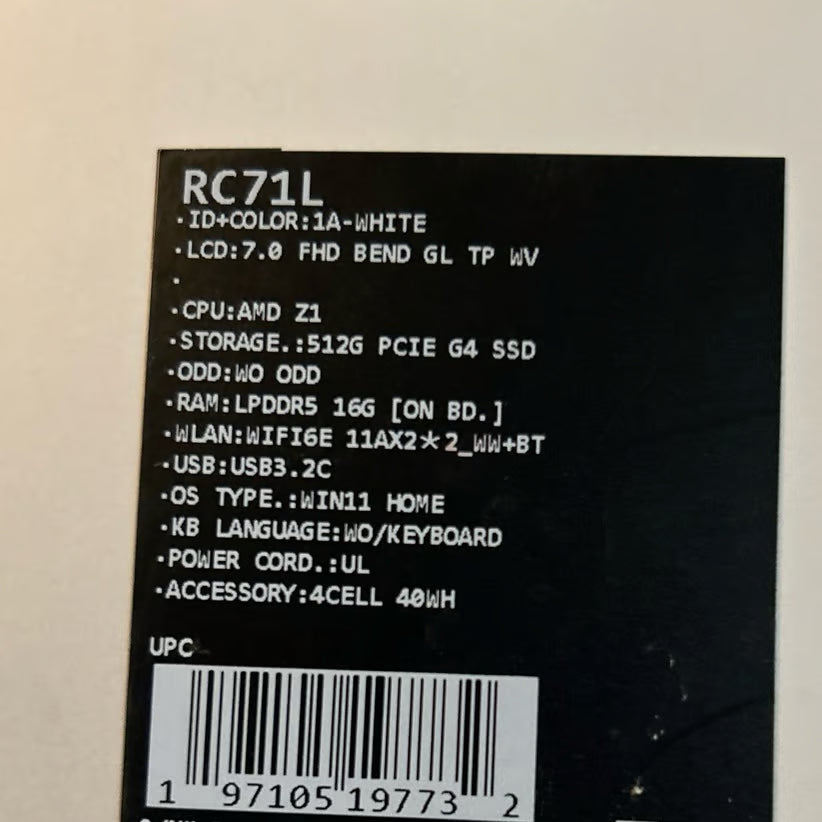 RC71L
·ID+COLOR:1A-WHITE
·LCD:7.0 FHD BEND GL TP WV
·
·CPU:AMD Z1
·STORAGE.:512G PCIE G4 SSD
·ODD:WO ODD
·RAM:LPDDR5 16G [ON BD.]
·WLAN:WIFI6E 11AX2*2_WW+BT
·USB:USB3.2C
·OS TYPE.:WIN11 HOME
·KB LANGUAGE:WO/KEYBOARD
·POWER CORD.:UL
·ACCESSORY:4CELL 40WH
UPC
1 97105 19773 2